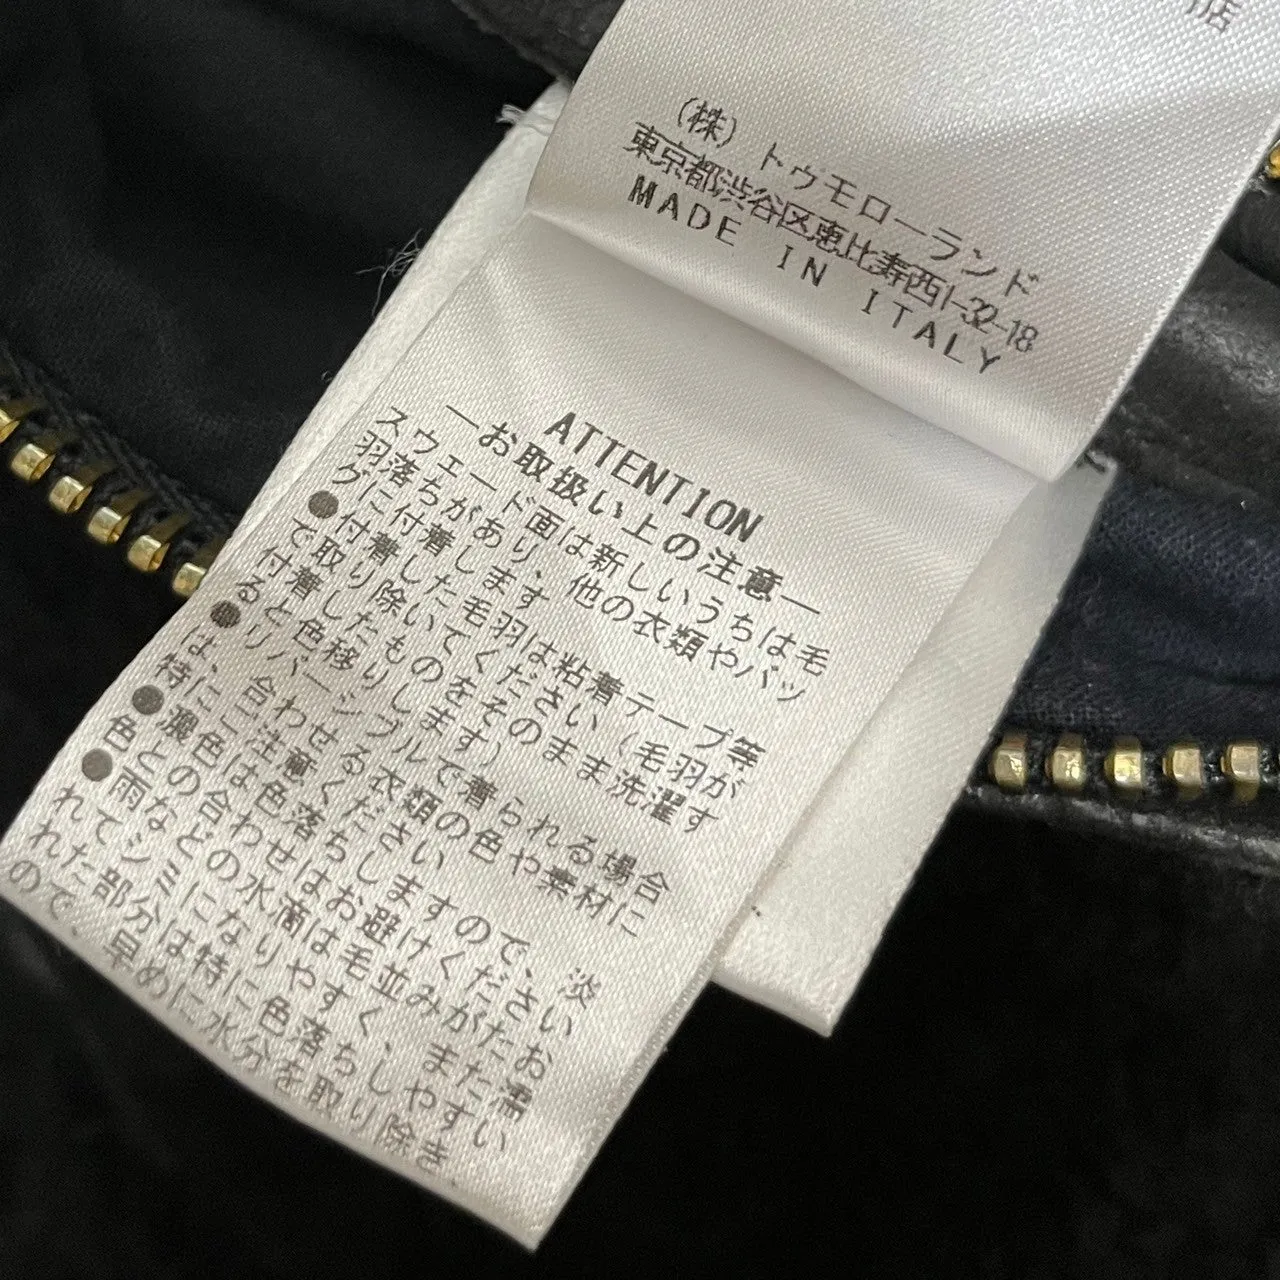 店
(株)トゥモローランド
東京都渋谷区恵比寿西1-32-18
MADE IN ITALY
ATTENTION
―お取扱い上の注意―
スウェード面は新しいうちは毛
羽落ちがあり、他の衣類やバッ
グに付着します
●付着した毛羽は粘着テープ等
で取り除いてください(毛羽が
付着したものをそのまま洗濯す
ると色移りします)
●リバーシブルで着られる場合
は、合わせる衣類の色や素材に
特にご注意ください
●濃色は色落ちしますので、淡
色との合わせはお避けください
●雨などの水滴は毛並みがたお
れてシミになりやすく、また濡
れた部分は特に色落ちしやすい
ので、早めに水分を取り除き